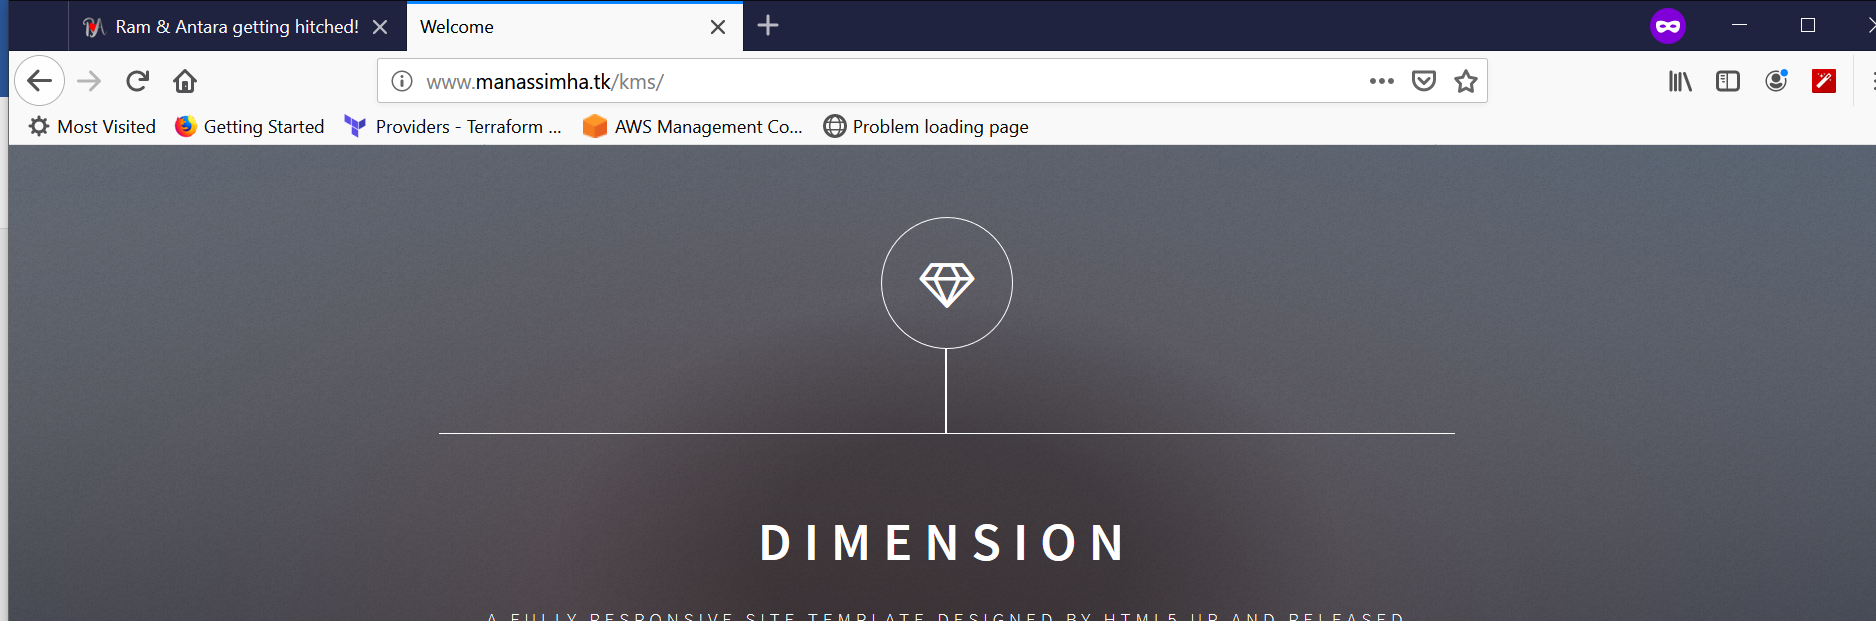 Ram & Antara getting hitched!
Welcome
www.manassimha.tk/kms/
Most Visited
Getting Started
Providers - Terraform ...
AWS Management Co...
Problem loading page
DIMENSION
A FULLY RESPONSIVE SITE TEMPLATE DESIGNED BY HTML5 UP AND RELEASED